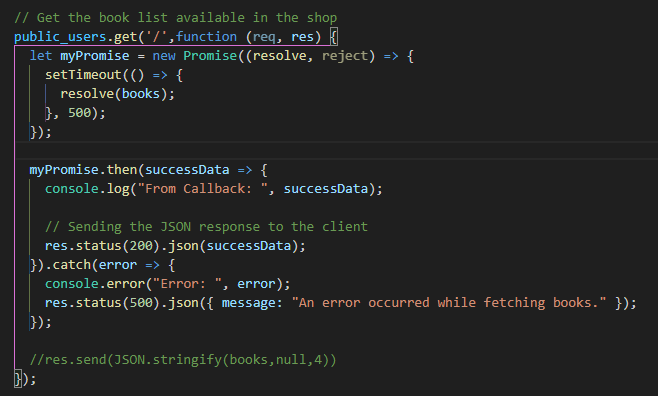 // Get the book list available in the shop
public_users.get('/',function (req, res) {
  let myPromise = new Promise((resolve, reject) => {
    setTimeout(() => {
      resolve(books);
    }, 500);
  });

  myPromise.then(successData => {
    console.log("From Callback: ", successData);

    // Sending the JSON response to the client
    res.status(200).json(successData);
  }).catch(error => {
    console.error("Error: ", error);
    res.status(500).json({ message: "An error occurred while fetching books." });
  });

  //res.send(JSON.stringify(books,null,4))
});